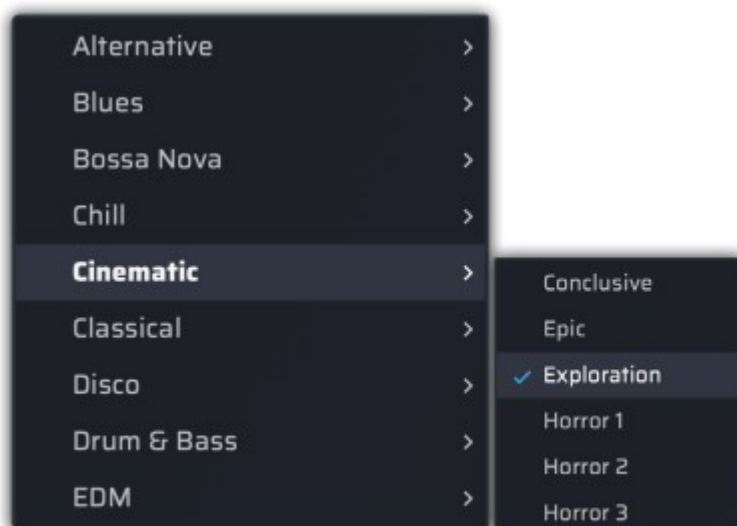 Alternative
Blues
Bossa Nova
Chill
Cinematic
Classical
Disco
Drum & Bass
EDM
Conclusive
Epic
Exploration
Horror 1
Horror 2
Horror 3